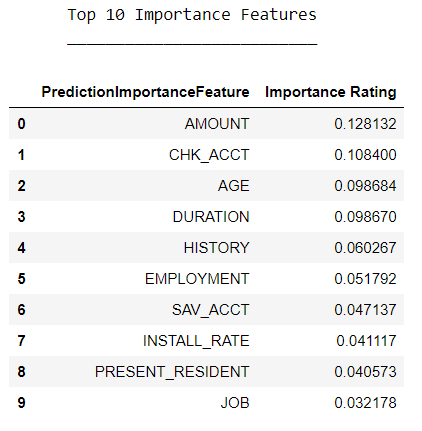 Top 10 Importance Features
__________________________
PredictionImportanceFeature Importance Rating
0 AMOUNT 0.128132
1 CHK_ACCT 0.108400
2 AGE 0.098684
3 DURATION 0.098670
4 HISTORY 0.060267
5 EMPLOYMENT 0.051792
6 SAV_ACCT 0.047137
7 INSTALL_RATE 0.041117
8 PRESENT_RESIDENT 0.040573
9 JOB 0.032178